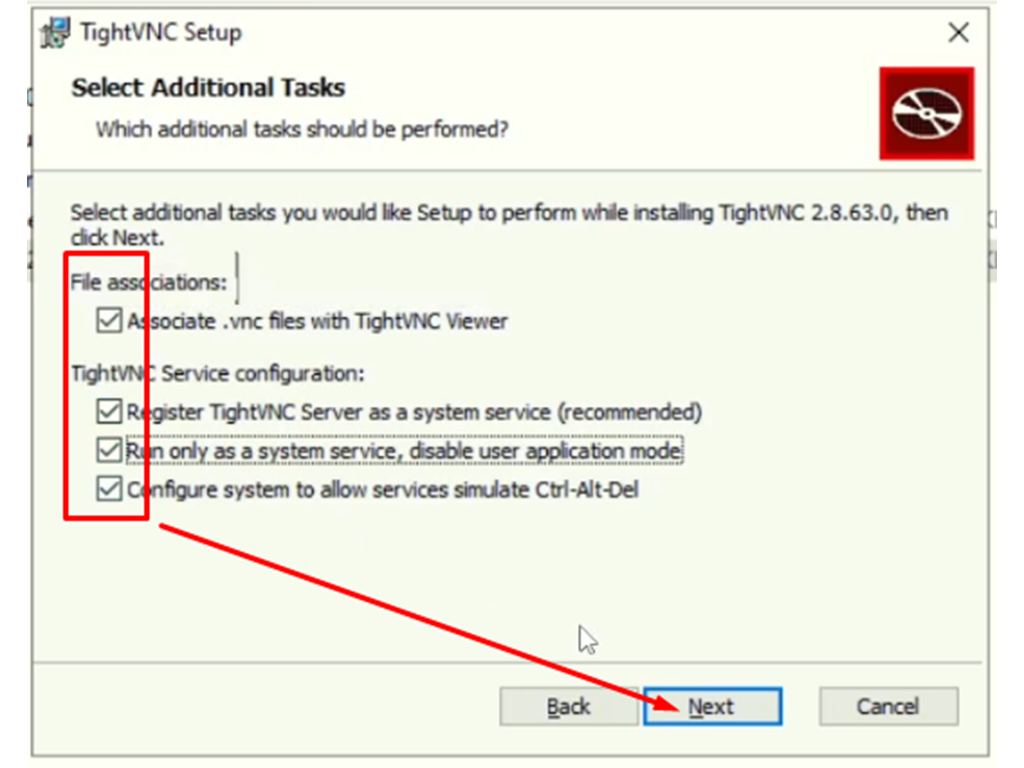 TightVNC Setup
Select Additional Tasks
Which additional tasks should be performed?
Select additional tasks you would like Setup to perform while installing TightVNC 2.8.63.0, then
click Next.
File associations:
Associate .vnc files with TightVNC Viewer
TightVNC Service configuration:
Register TightVNC Server as a system service (recommended)
Run only as a system service, disable user application mode
Configure system to allow services simulate Ctrl-Alt-Del
Back Next Cancel